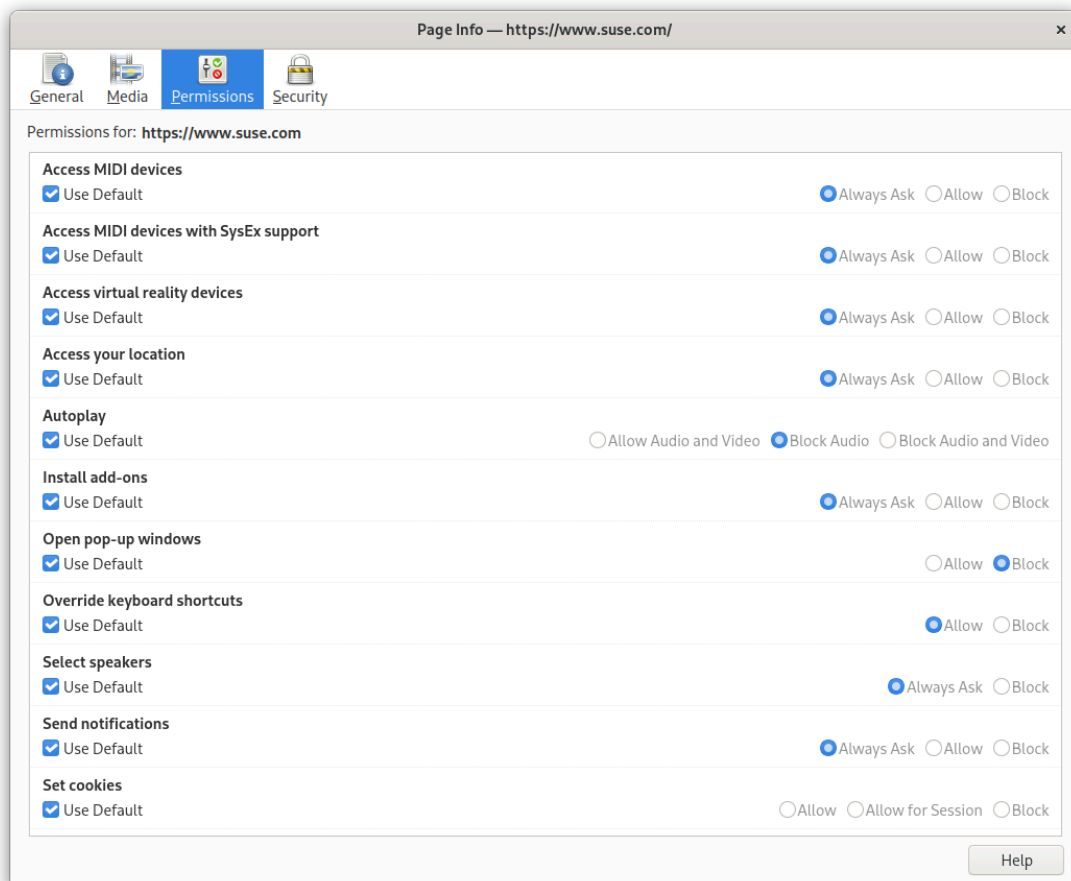 Page Info — https://www.suse.com/
General Media Permissions Security
Permissions for: https://www.suse.com
Access MIDI devices
Use Default Always Ask Allow Block
Access MIDI devices with SysEx support
Use Default Always Ask Allow Block
Access virtual reality devices
Use Default Always Ask Allow Block
Access your location
Use Default Always Ask Allow Block
Autoplay
Use Default Allow Audio and Video Block Audio Block Audio and Video
Install add-ons
Use Default Always Ask Allow Block
Open pop-up windows
Use Default Allow Block
Override keyboard shortcuts
Use Default Allow Block
Select speakers
Use Default Always Ask Block
Send notifications
Use Default Always Ask Allow Block
Set cookies
Use Default Allow Allow for Session Block
Help